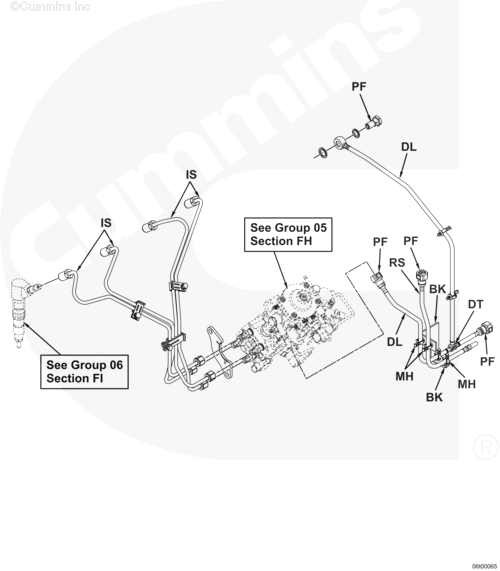 ©Cummins Inc
Cummins
PF
DL
IS
IS
See Group 05
Section FH
PF
PF
RS
BK
DT
DL
PF
See Group 06
Section FI
MH
MH
BK
®
06I00065